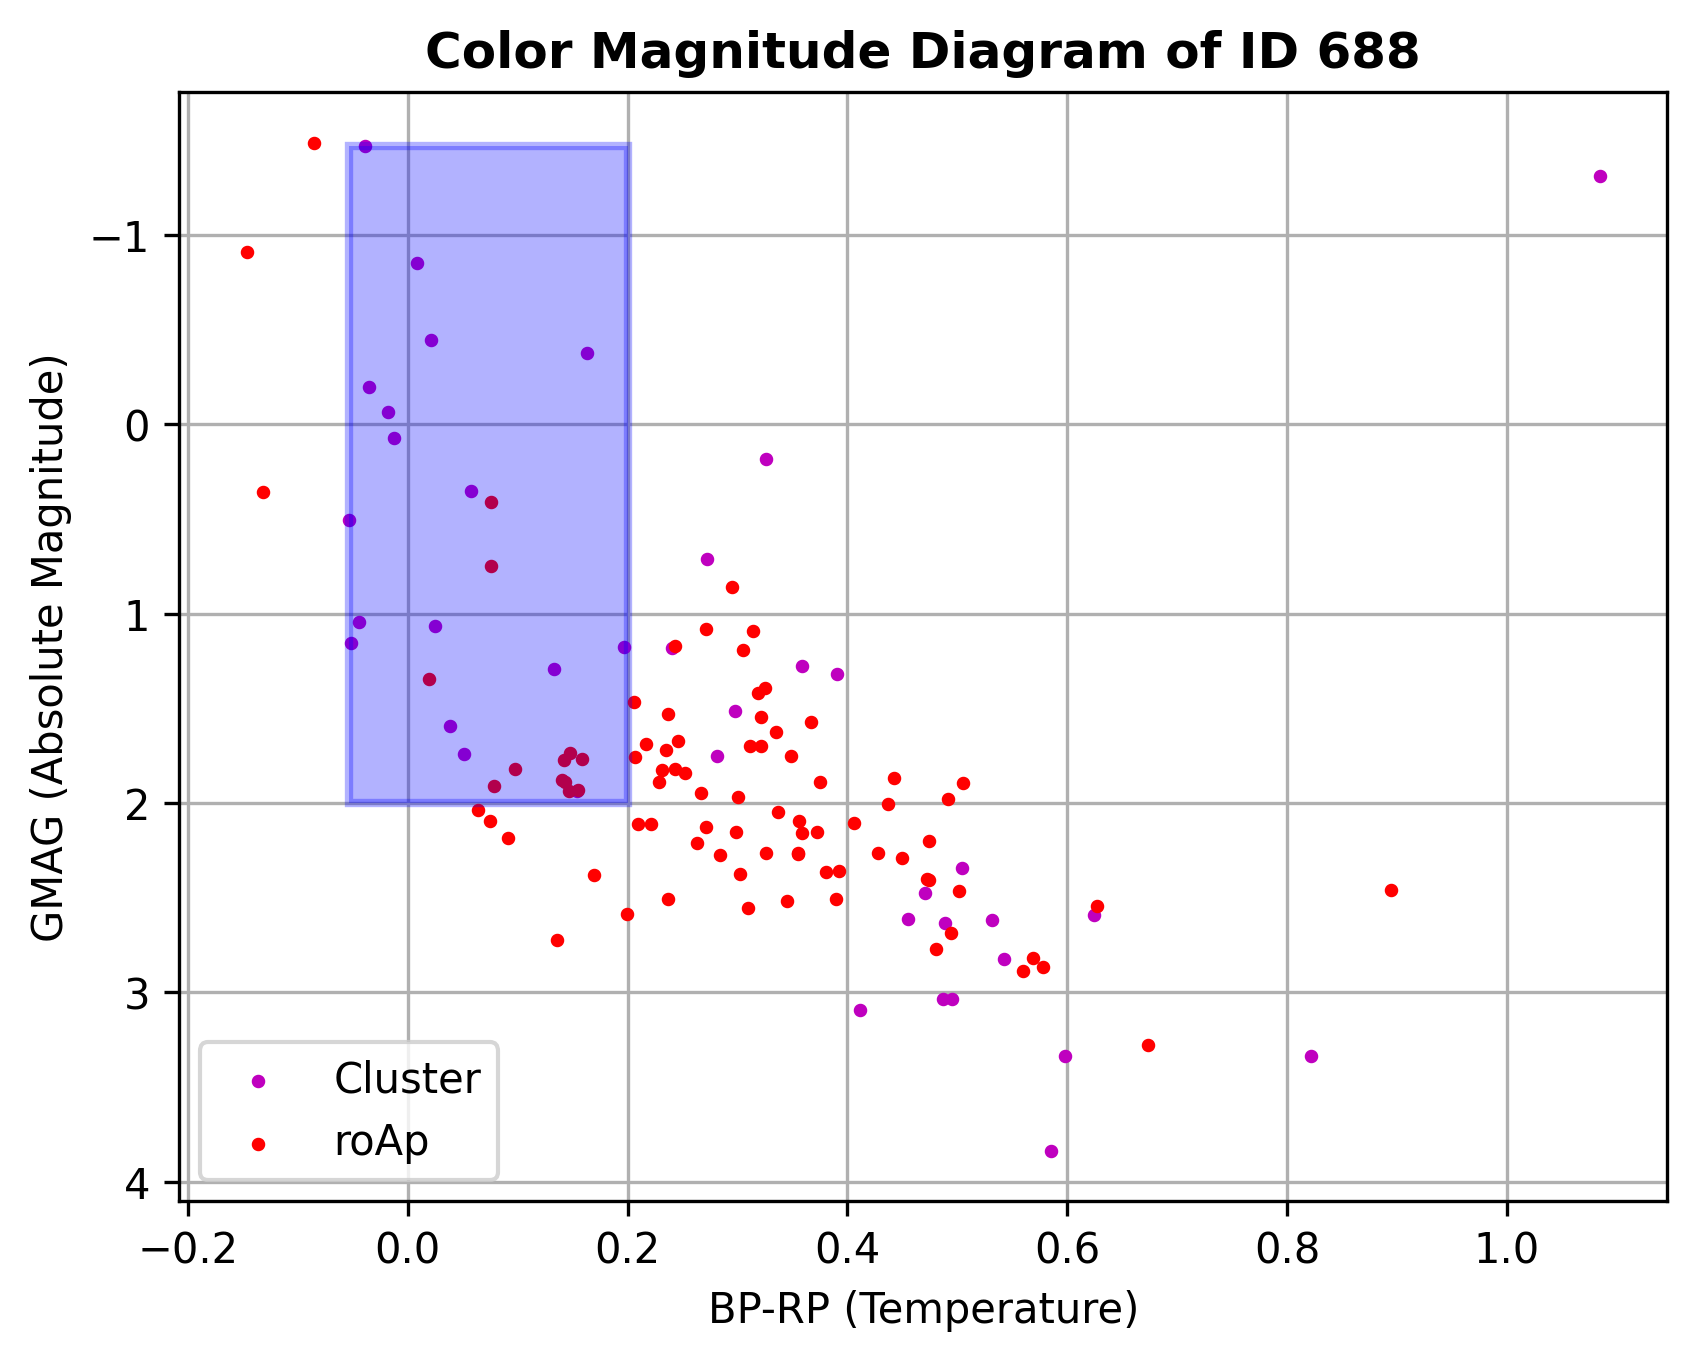 Color Magnitude Diagram of ID 688
GMAG (Absolute Magnitude)
−1
0
1
2
3
4
Cluster
roAp
−0.2 0.0 0.2 0.4 0.6 0.8 1.0
BP-RP (Temperature)